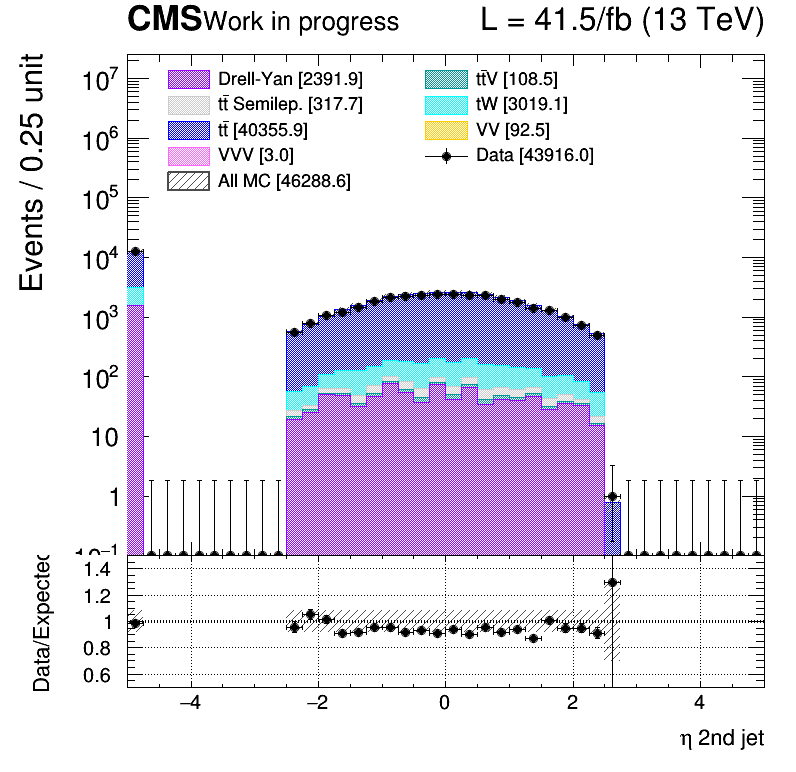 CMS Work in progress L = 41.5/fb (13 TeV)
Events / 0.25 unit
10⁷
10⁶
10⁵
10⁴
10³
10²
10
1
10⁻¹
Drell-Yan [2391.9]
tt̄ Semilep. [317.7]
tt̄ [40355.9]
VVV [3.0]
All MC [46288.6]
tt̄V [108.5]
tW [3019.1]
VV [92.5]
Data [43916.0]
Data/Expected
1.4
1.2
1
0.8
0.6
−4 −2 0 2 4
η 2nd jet